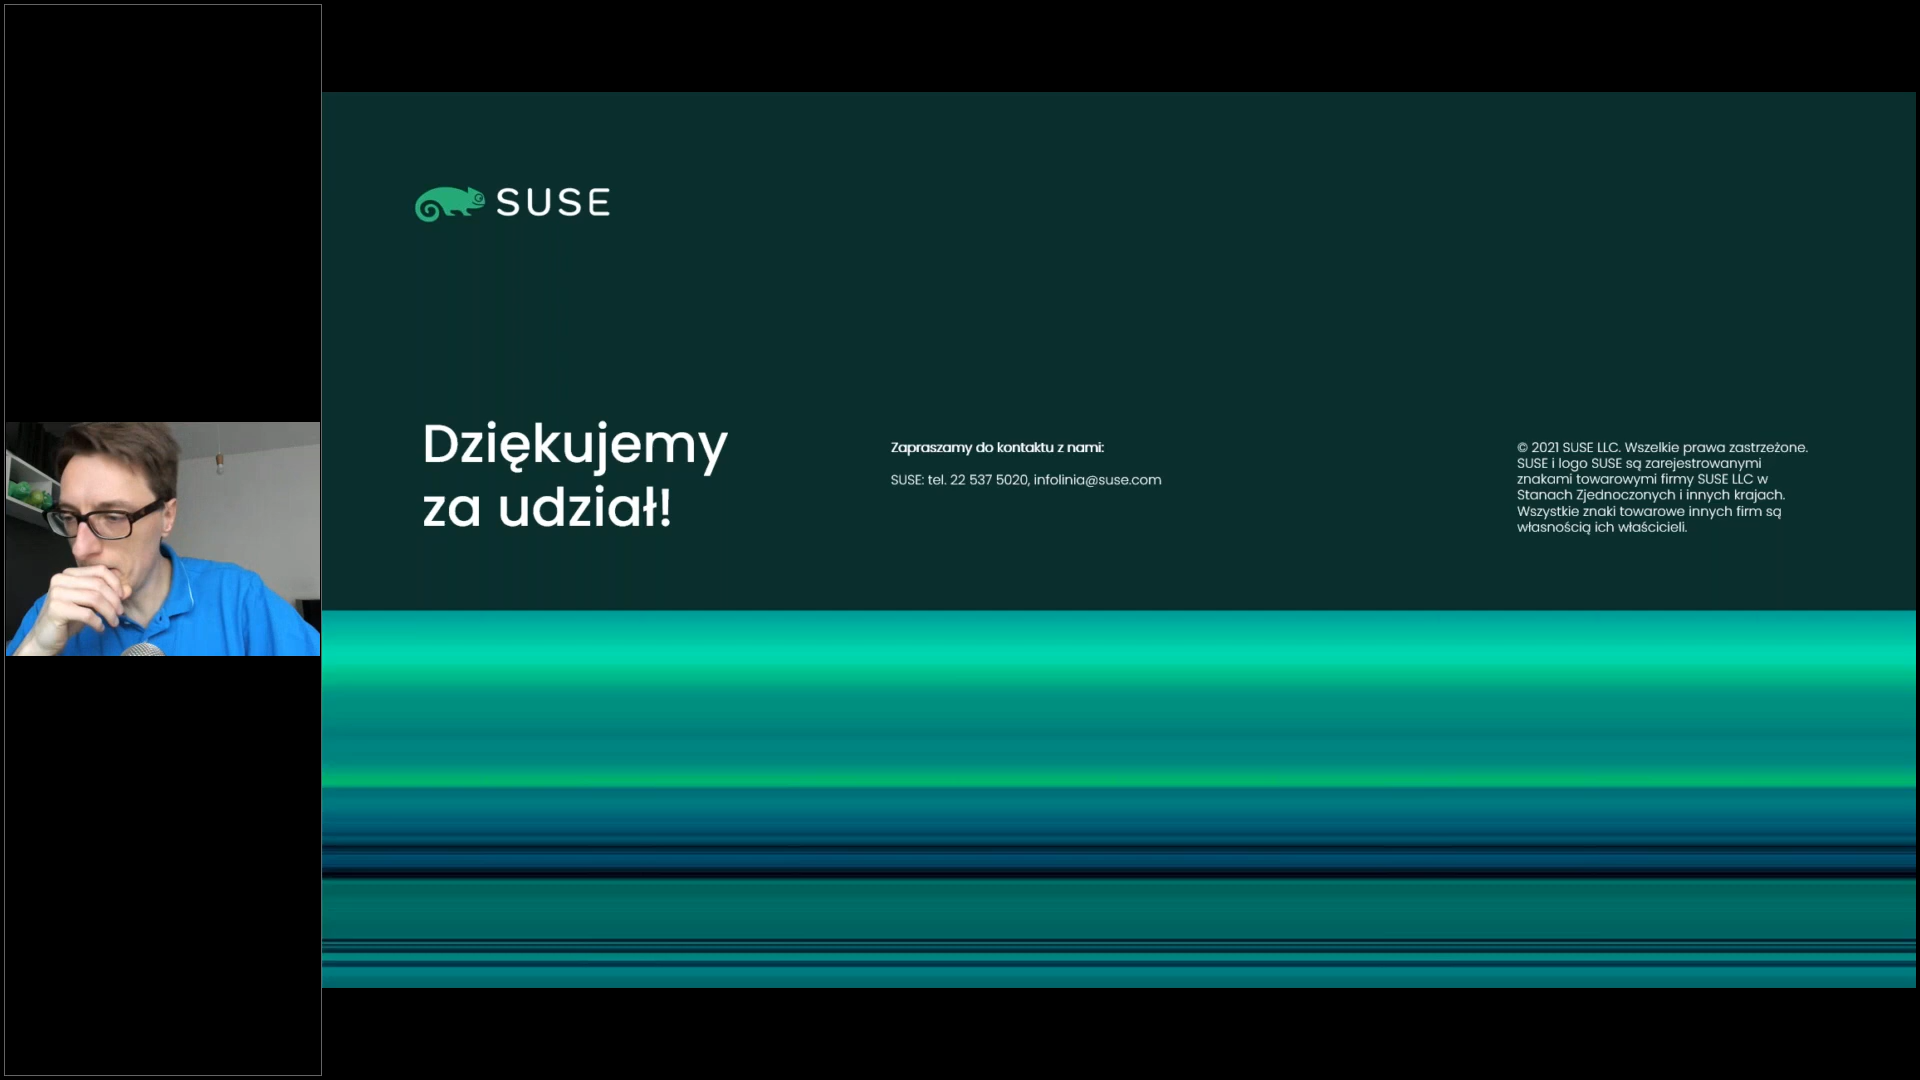 SUSE
Dziękujemy
za udział!
Zapraszamy do kontaktu z nami:
SUSE: tel. 22 537 5020, infolinia@suse.com
© 2021 SUSE LLC. Wszelkie prawa zastrzeżone.
SUSE i logo SUSE są zarejestrowanymi
znakami towarowymi firmy SUSE LLC w
Stanach Zjednoczonych i innych krajach.
Wszystkie znaki towarowe innych firm są
własnością ich właścicieli.